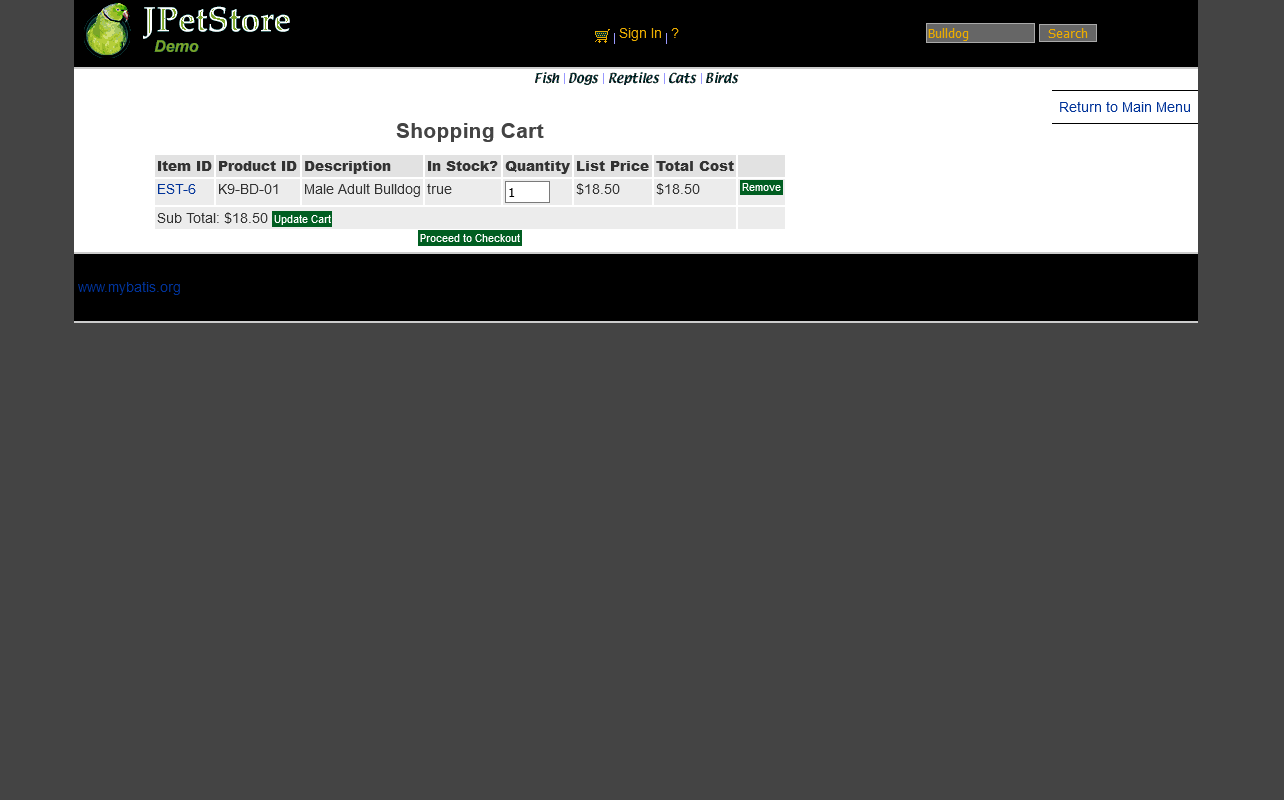 JPetStore
Demo
Sign In ?
Bulldog Search
Fish Dogs Reptiles Cats Birds
Return to Main Menu
Shopping Cart
Item ID Product ID Description In Stock? Quantity List Price Total Cost
EST-6 K9-BD-01 Male Adult Bulldog true 1 $18.50 $18.50 Remove
Sub Total: $18.50 Update Cart
Proceed to Checkout
www.mybatis.org